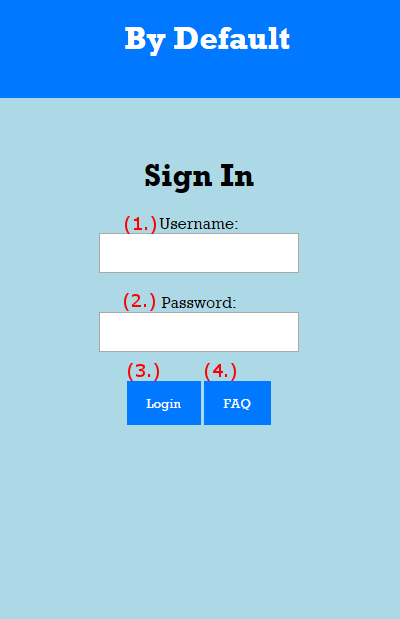 By Default
Sign In
(1.) Username:
(2.) Password:
(3.) (4.)
Login FAQ